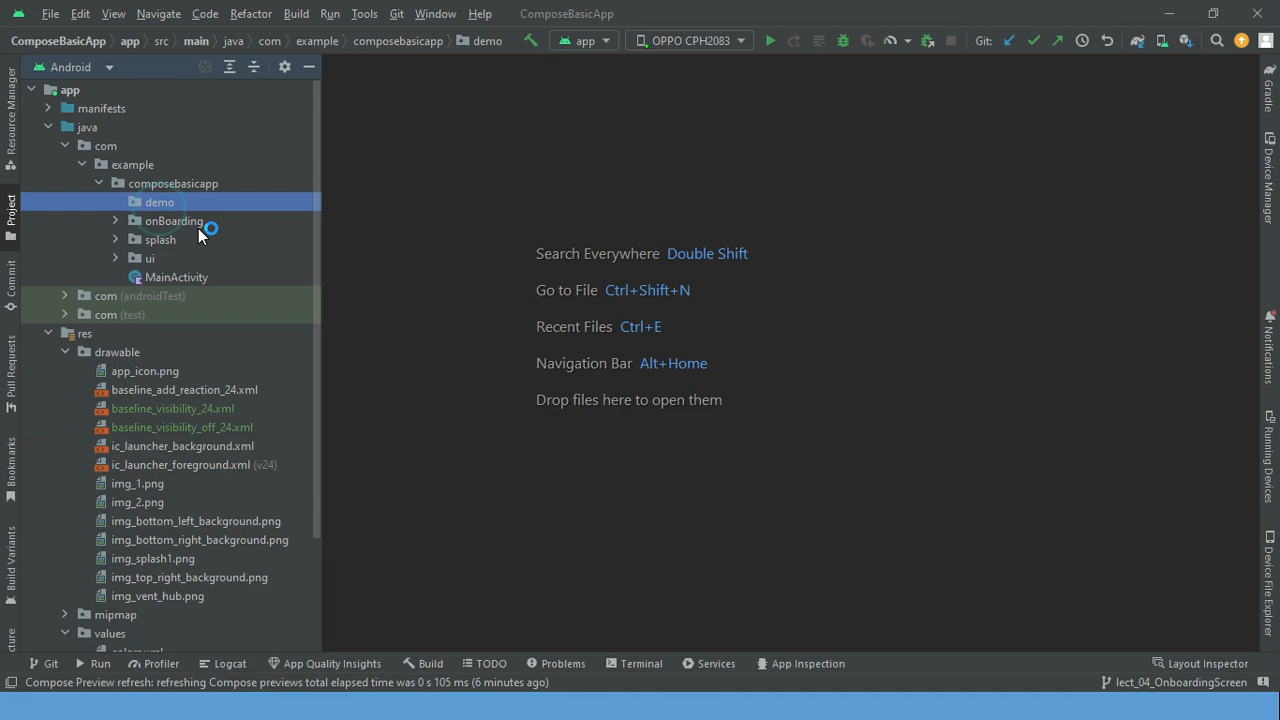 File Edit View Navigate Code Refactor Build Run Tools Git Window Help ComposeBasicApp
ComposeBasicApp app src main java com example composebasicapp demo app OPPO CPH2083 Git:
Android
app
manifests
java
com
example
composebasicapp
demo
onBoarding
splash
ui
MainActivity
com (androidTest)
com (test)
res
drawable
app_icon.png
baseline_add_reaction_24.xml
baseline_visibility_24.xml
baseline_visibility_off_24.xml
ic_launcher_background.xml
ic_launcher_foreground.xml (v24)
img_1.png
img_2.png
img_bottom_left_background.png
img_bottom_right_background.png
img_splash1.png
img_top_right_background.png
img_vent_hub.png
mipmap
values
Resource Manager
Project
Commit
Pull Requests
Bookmarks
Build Variants
Search Everywhere Double Shift
Go to File Ctrl+Shift+N
Recent Files Ctrl+E
Navigation Bar Alt+Home
Drop files here to open them
Gradle
Device Manager
Notifications
Running Devices
Device File Explorer
Git Run Profiler Logcat App Quality Insights Build TODO Problems Terminal Services App Inspection Layout Inspector
Compose Preview refresh: refreshing Compose previews total elapsed time was 0 s 105 ms (6 minutes ago) lect_04_OnboardingScreen